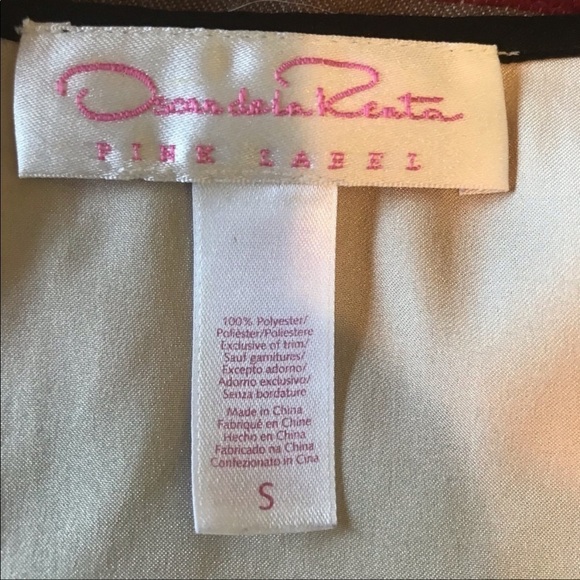 Oscar de la Renta
PINK LABEL
100% Polyester/
Polièster/Poliestere
Exclusive of trim/
Sauf garnitures/
Excepto adorno/
Adorno exclusivo/
Senza bordature
Made in China
Fabriqué en Chine
Hecho en China
Fabricado na China
Confezionato in Cina
S